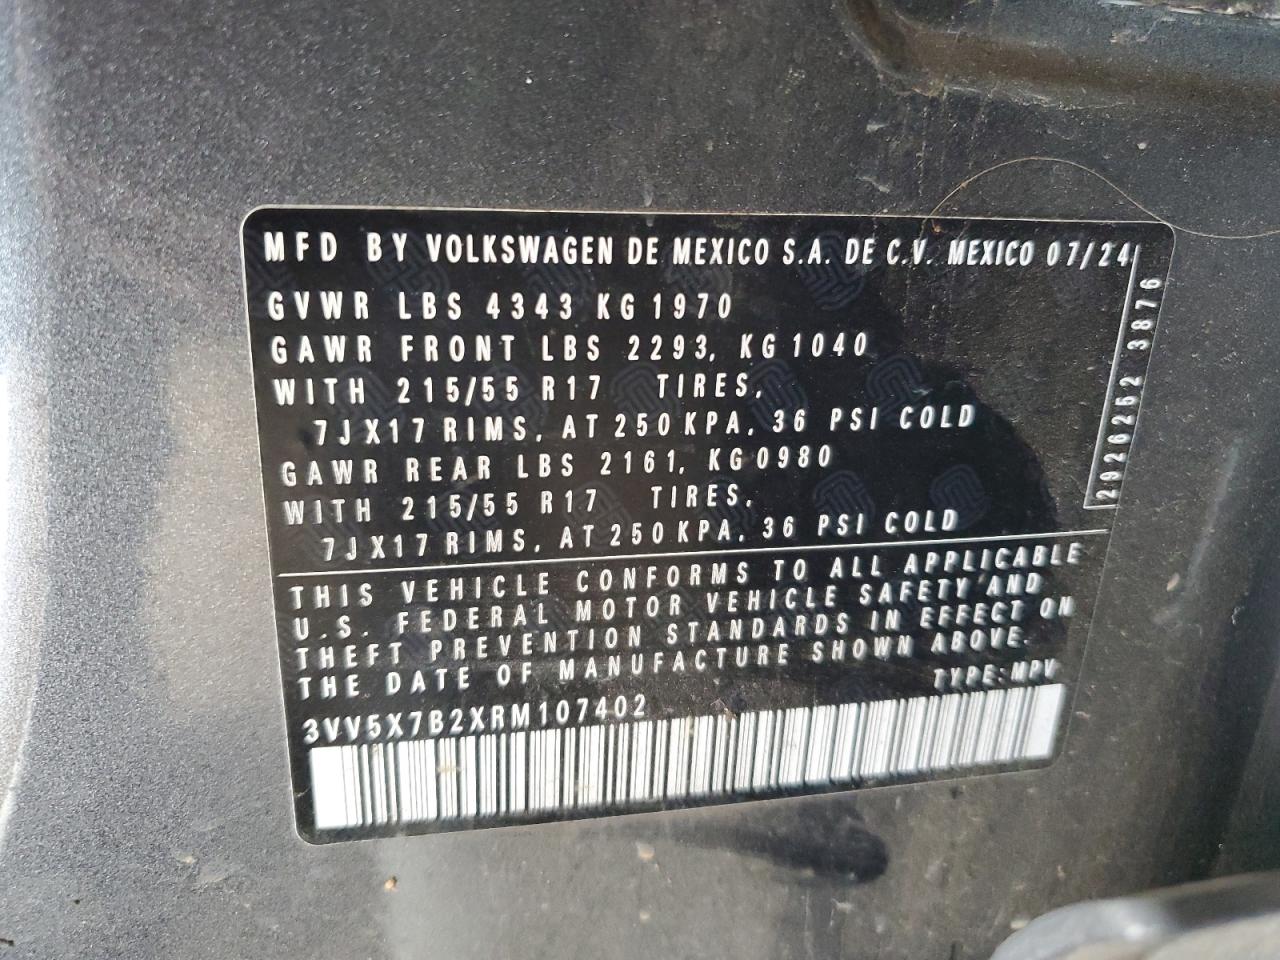 MFD BY VOLKSWAGEN DE MEXICO S.A. DE C.V. MEXICO 07/24
GVWR LBS 4343 KG 1970
GAWR FRONT LBS 2293, KG 1040
WITH 215/55 R17 TIRES,
7JX17 RIMS, AT 250 KPA, 36 PSI COLD
GAWR REAR LBS 2161, KG 0980
WITH 215/55 R17 TIRES,
7JX17 RIMS, AT 250 KPA, 36 PSI COLD
2926252 3876
THIS VEHICLE CONFORMS TO ALL APPLICABLE
U.S. FEDERAL MOTOR VEHICLE SAFETY AND
THEFT PREVENTION STANDARDS IN EFFECT ON
THE DATE OF MANUFACTURE SHOWN ABOVE.
TYPE: MPV
3VV5X7B2XRM107402